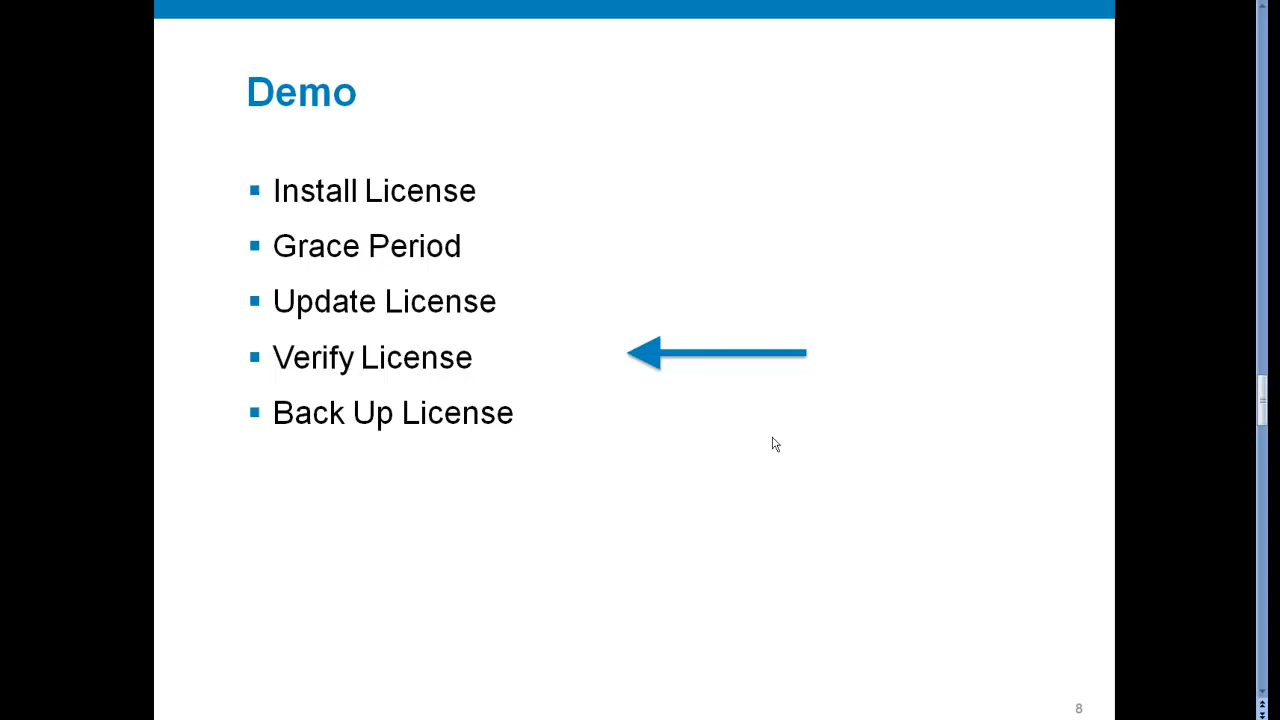 Demo
Install License
Grace Period
Update License
Verify License
Back Up License
8